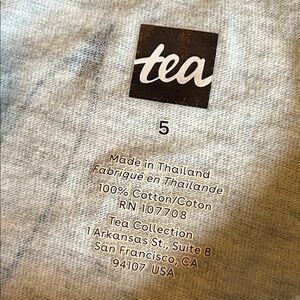 tea
5
Made in Thailand
Fabriqué en Thaïlande
100% Cotton/Coton
RN 107708
Tea Collection
1 Arkansas St., Suite B
San Francisco, CA
94107 USA